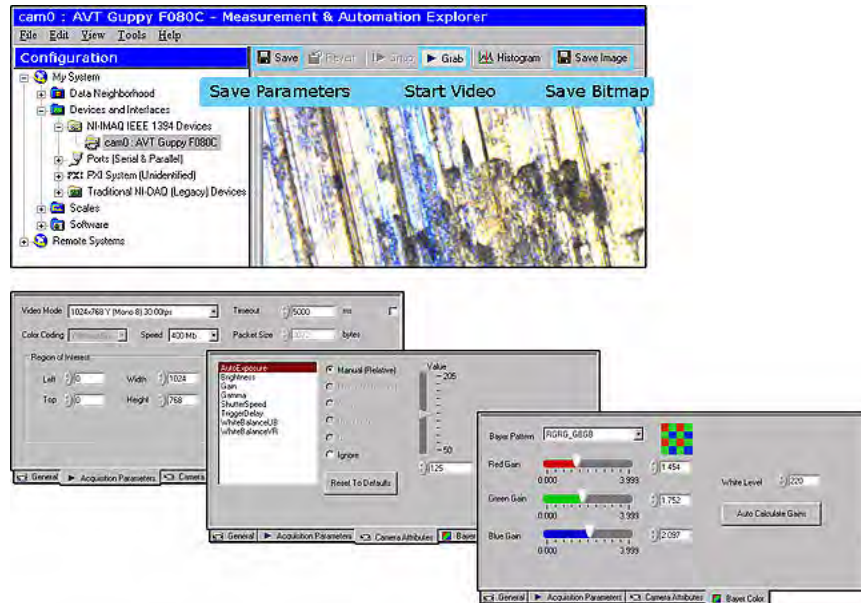 cam0 : AVT Guppy F080C - Measurement & Automation Explorer
File Edit View Tools Help
Configuration
Save Revert Snap Grab Histogram Save Image
Save Parameters Start Video Save Bitmap
My System
Data Neighborhood
Devices and Interfaces
NI-IMAQ IEEE 1394 Devices
cam0 : AVT Guppy F080C
Ports (Serial & Parallel)
PXI System (Unidentified)
Traditional NI-DAQ (Legacy) Devices
Scales
Software
Remote Systems
Video Mode 1024x768 Y (Mono 8) 30.00fps Timeout 5000 ms
Color Coding Speed 400 Mb Packet Size bytes
Region of Interest
Left 0 Width 1024
Top 0 Height 768
General Acquisition Parameters Camera
AutoExposure
Brightness
Gain
Gamma
ShutterSpeed
TriggerDelay
WhiteBalanceUB
WhiteBalanceVR
Manual (Relative)
Ignore
Reset To Defaults
Value
205
50
125
General Acquisition Parameters Camera Attributes Bayer
Bayer Pattern RGRG_GBGB
Red Gain 1.454
0.000 3.999
Green Gain 1.752
0.000 3.999
Blue Gain 2.097
0.000 3.999
White Level 220
Auto Calculate Gains
General Acquisition Parameters Camera Attributes Bayer Color